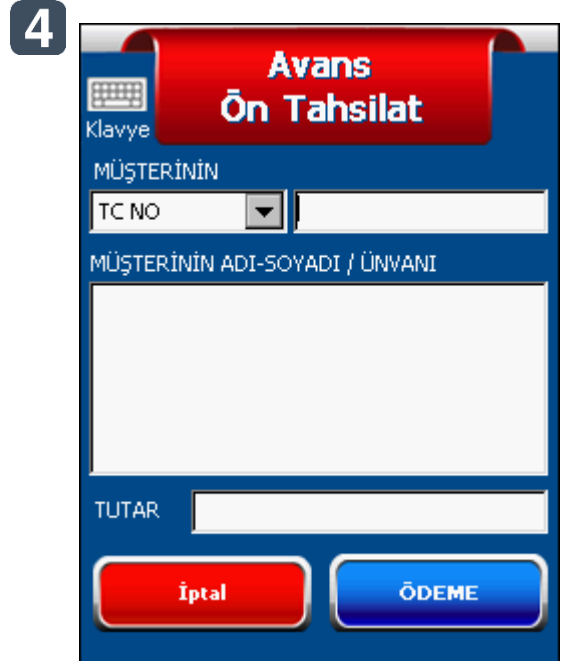 4
Avans
Ön Tahsilat
Klavye
MÜŞTERİNİN
TC NO
MÜŞTERİNİN ADI-SOYADI / ÜNVANI
TUTAR
İptal
ÖDEME